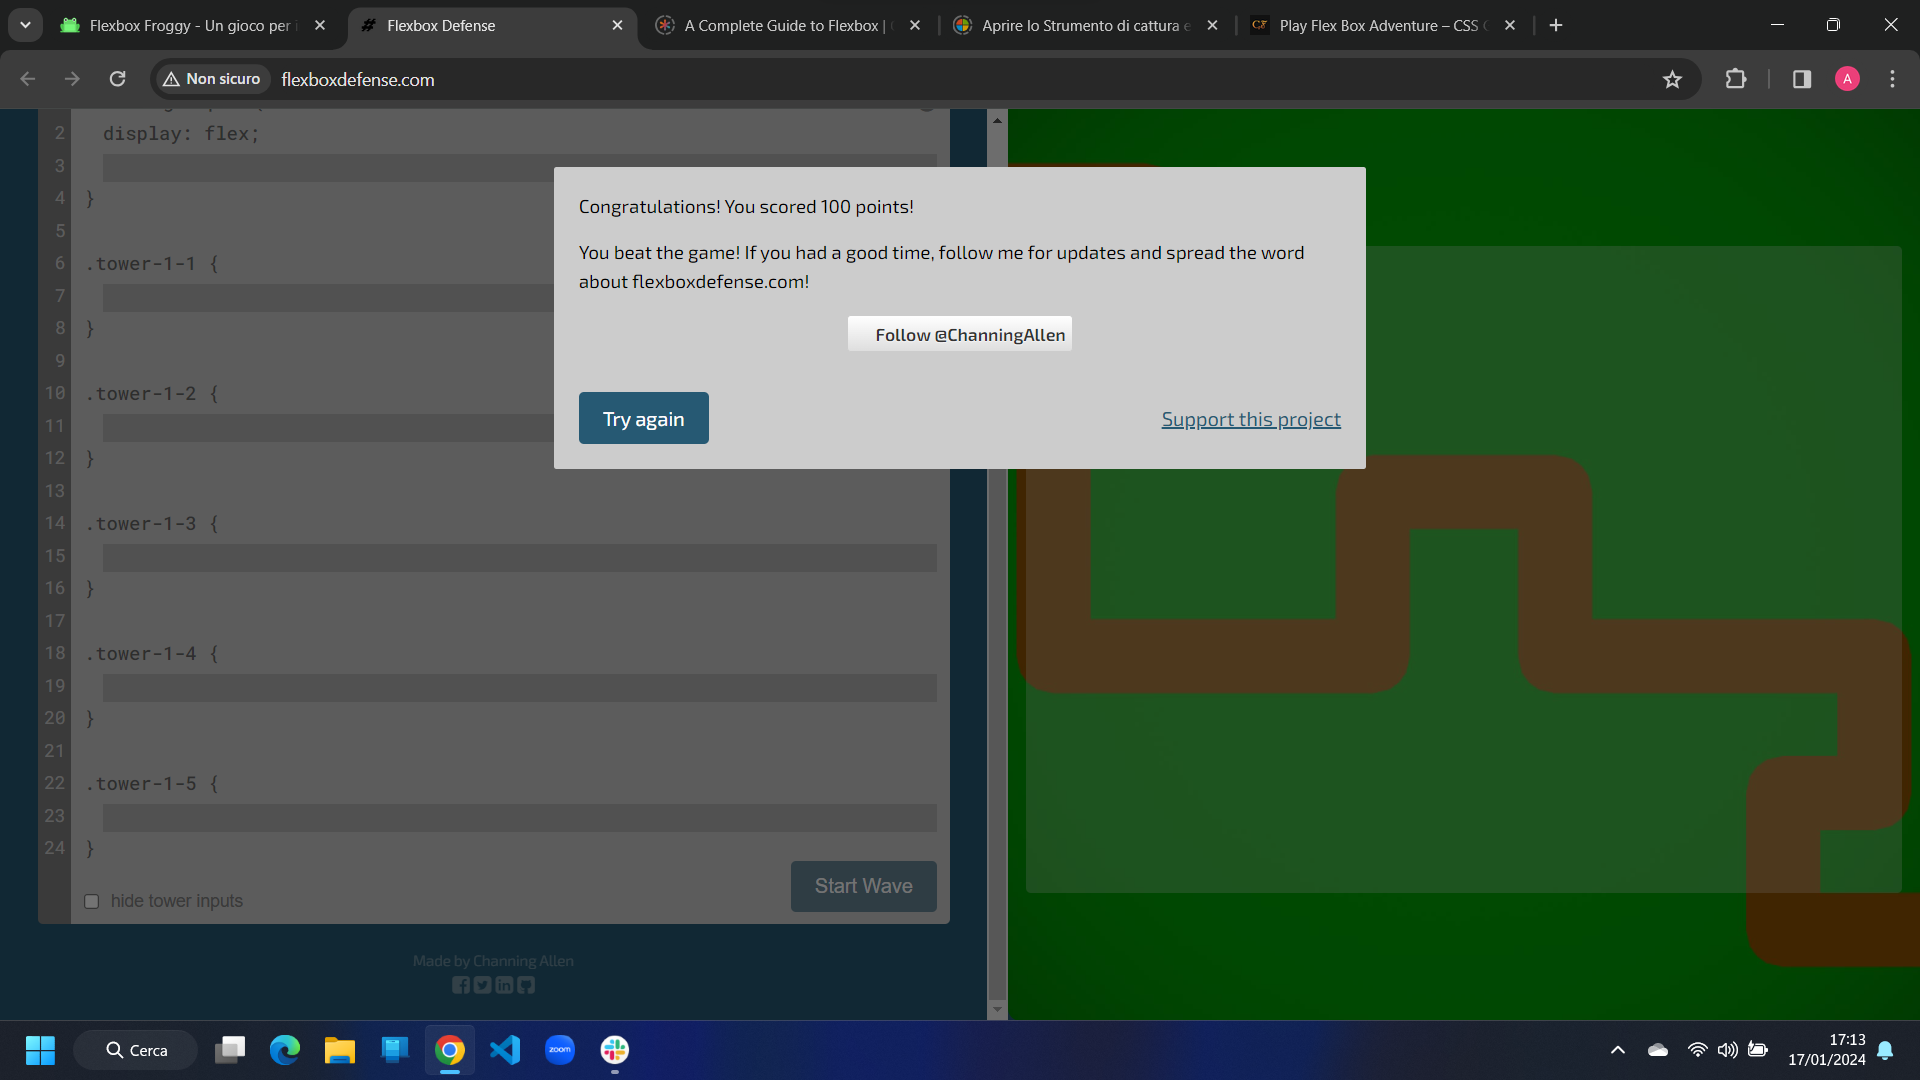 Flexbox Froggy - Un gioco per i
Flexbox Defense
A Complete Guide to Flexbox |
Aprire lo Strumento di cattura e
Play Flex Box Adventure – CSS
Non sicuro
flexboxdefense.com
A
2 display: flex;
3
4 }
5
6 .tower-1-1 {
7
8 }
9
10 .tower-1-2 {
11
12 }
13
14 .tower-1-3 {
15
16 }
17
18 .tower-1-4 {
19
20 }
21
22 .tower-1-5 {
23
24 }
hide tower inputs
Start Wave
Made by Channing Allen
Congratulations! You scored 100 points!
You beat the game! If you had a good time, follow me for updates and spread the word
about flexboxdefense.com!
Follow @ChanningAllen
Try again
Support this project
Cerca
zoom
17:13
17/01/2024